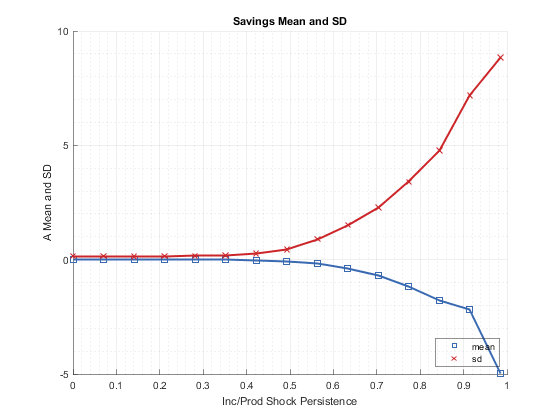 Savings Mean and SD
10
5
0
-5
A Mean and SD
mean
sd
0 0.1 0.2 0.3 0.4 0.5 0.6 0.7 0.8 0.9 1
Inc/Prod Shock Persistence